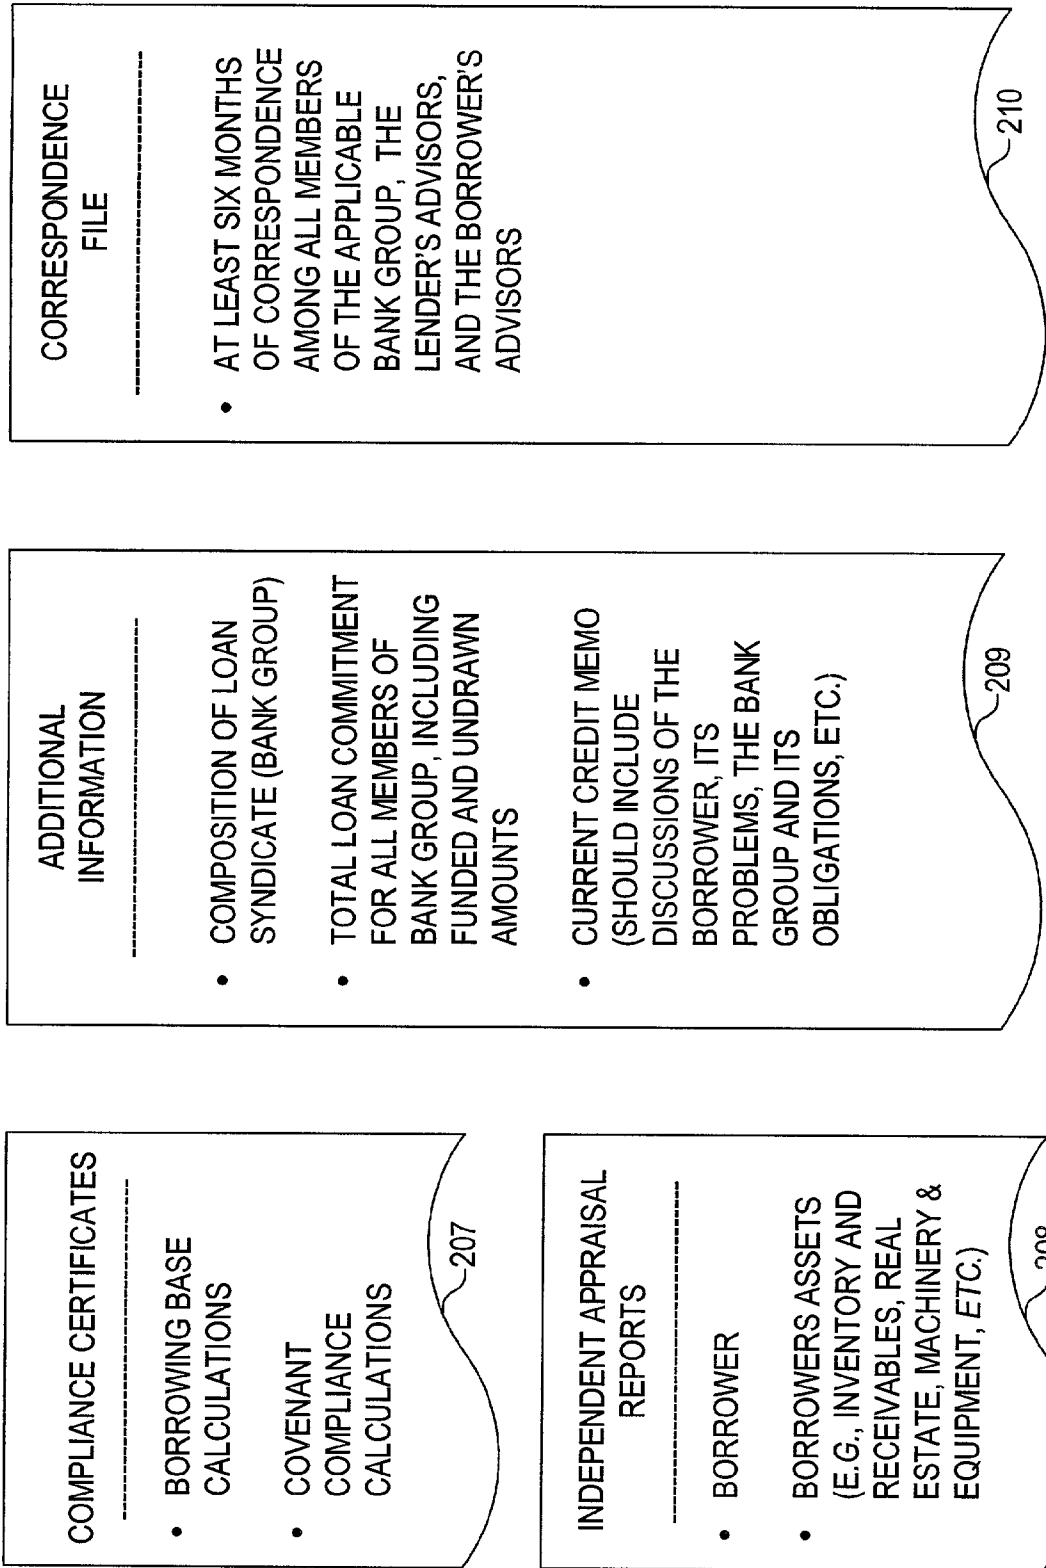 COMPLIANCE CERTIFICATES
• BORROWING BASE
CALCULATIONS
• COVENANT
COMPLIANCE
CALCULATIONS
207
INDEPENDENT APPRAISAL
REPORTS
• BORROWER
• BORROWERS ASSETS
(E.G., INVENTORY AND
RECEIVABLES, REAL
ESTATE, MACHINERY &
EQUIPMENT, ETC.)
208
ADDITIONAL
INFORMATION
• COMPOSITION OF LOAN
SYNDICATE (BANK GROUP)
• TOTAL LOAN COMMITMENT
FOR ALL MEMBERS OF
BANK GROUP, INCLUDING
FUNDED AND UNDRAWN
AMOUNTS
• CURRENT CREDIT MEMO
(SHOULD INCLUDE
DISCUSSIONS OF THE
BORROWER, ITS
PROBLEMS, THE BANK
GROUP AND ITS
OBLIGATIONS, ETC.)
209
CORRESPONDENCE
FILE
• AT LEAST SIX MONTHS
OF CORRESPONDENCE
AMONG ALL MEMBERS
OF THE APPLICABLE
BANK GROUP, THE
LENDER'S ADVISORS,
AND THE BORROWER'S
ADVISORS
210